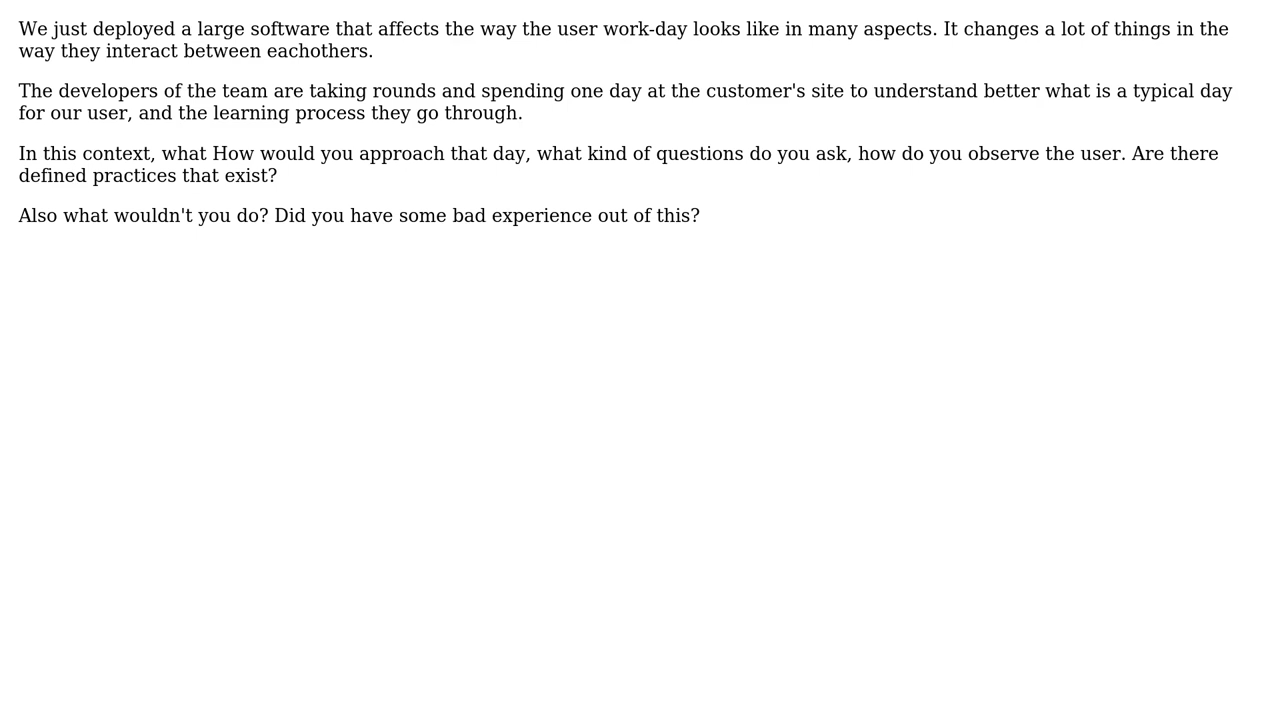 We just deployed a large software that affects the way the user work-day looks like in many aspects. It changes a lot of things in the
way they interact between eachothers.
The developers of the team are taking rounds and spending one day at the customer's site to understand better what is a typical day
for our user, and the learning process they go through.
In this context, what How would you approach that day, what kind of questions do you ask, how do you observe the user. Are there
defined practices that exist?
Also what wouldn't you do? Did you have some bad experience out of this?